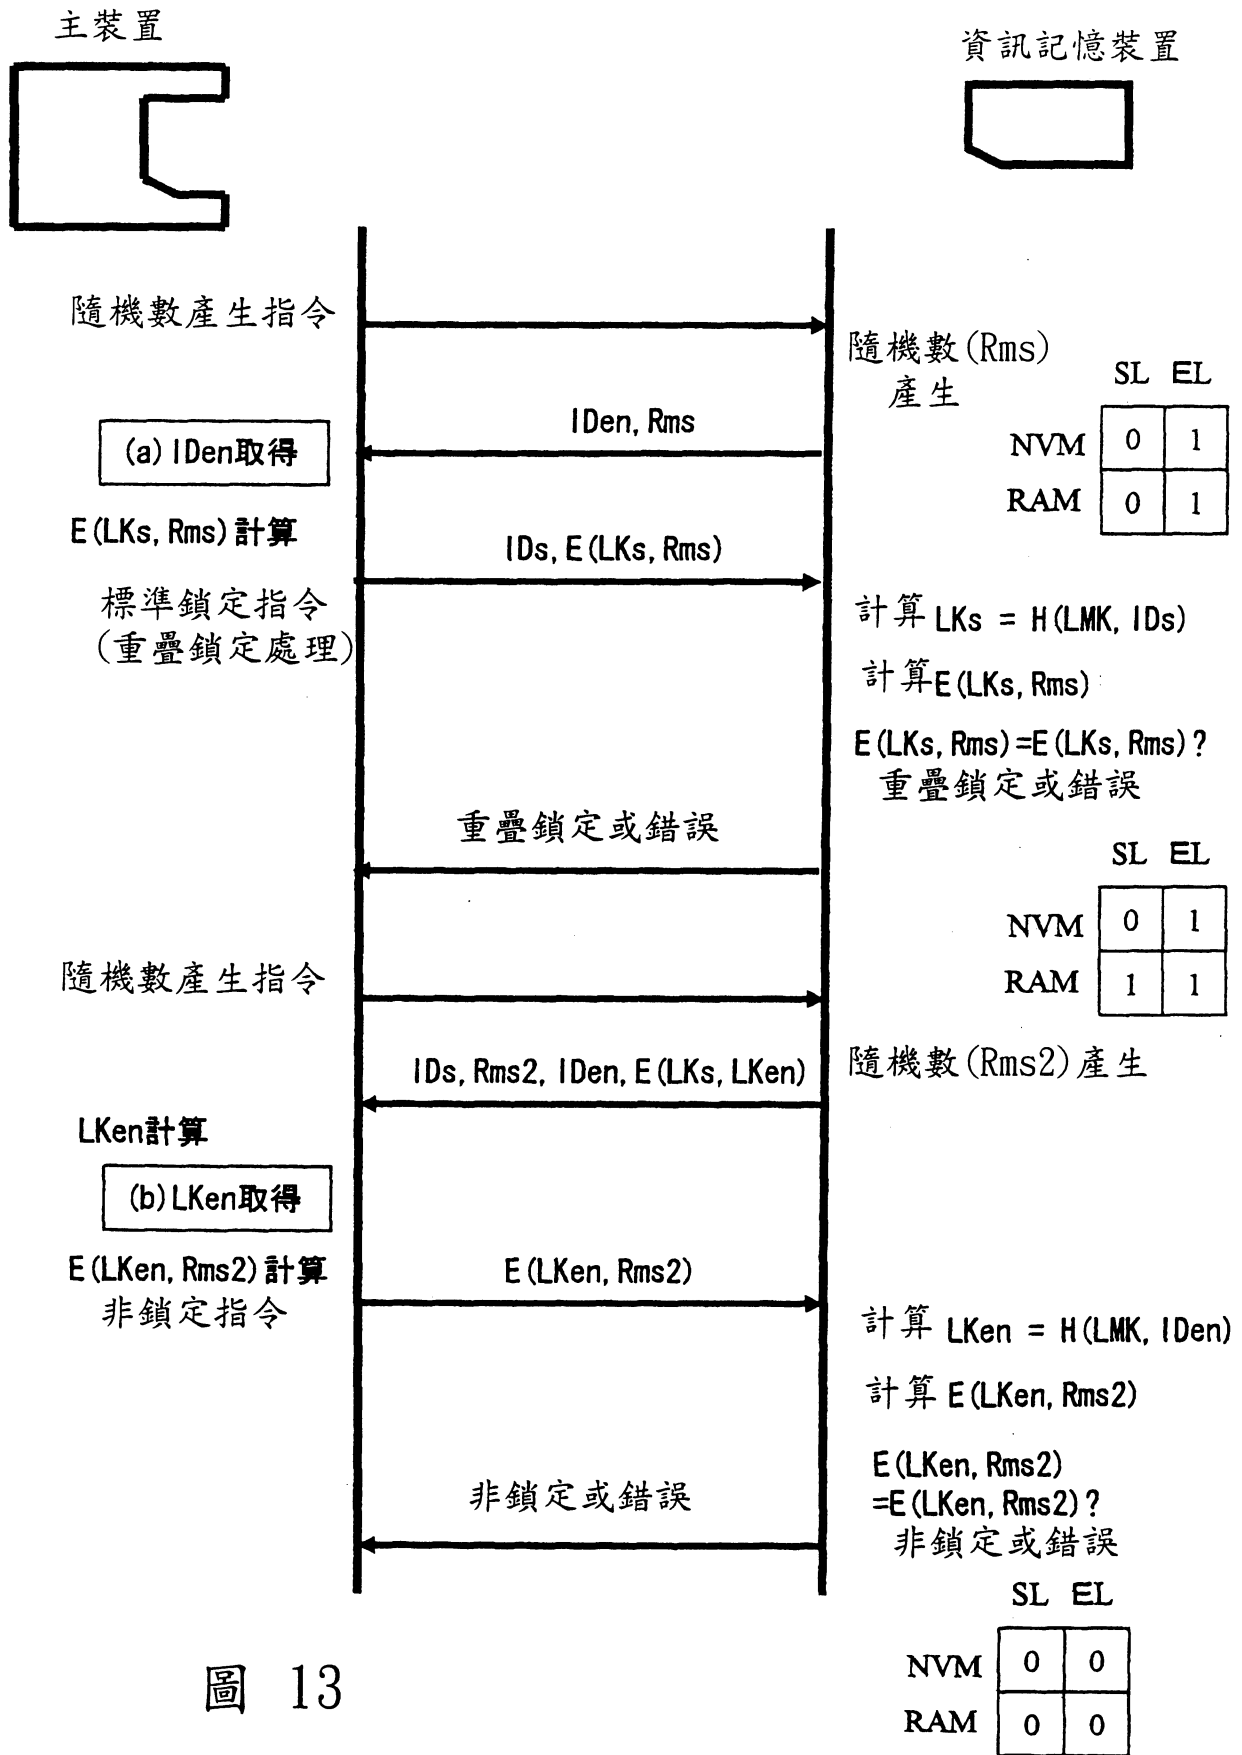 主裝置
資訊記憶裝置
隨機數產生指令
隨機數(Rms)
產生
SL EL
NVM 0 1
RAM 0 1
IDen, Rms
(a) IDen取得
E(LKs, Rms)計算
IDs, E(LKs, Rms)
標準鎖定指令
(重疊鎖定處理)
計算 LKs = H(LMK, IDs)
計算E(LKs, Rms)
E(LKs, Rms)=E(LKs, Rms)?
重疊鎖定或錯誤
重疊鎖定或錯誤
SL EL
NVM 0 1
RAM 1 1
隨機數產生指令
隨機數(Rms2)產生
IDs, Rms2, IDen, E(LKs, LKen)
LKen計算
(b) LKen取得
E(LKen, Rms2)計算
E(LKen, Rms2)
非鎖定指令
計算 LKen = H(LMK, IDen)
計算 E(LKen, Rms2)
E(LKen, Rms2)
=E(LKen, Rms2)?
非鎖定或錯誤
非鎖定或錯誤
SL EL
NVM 0 0
RAM 0 0
圖 13